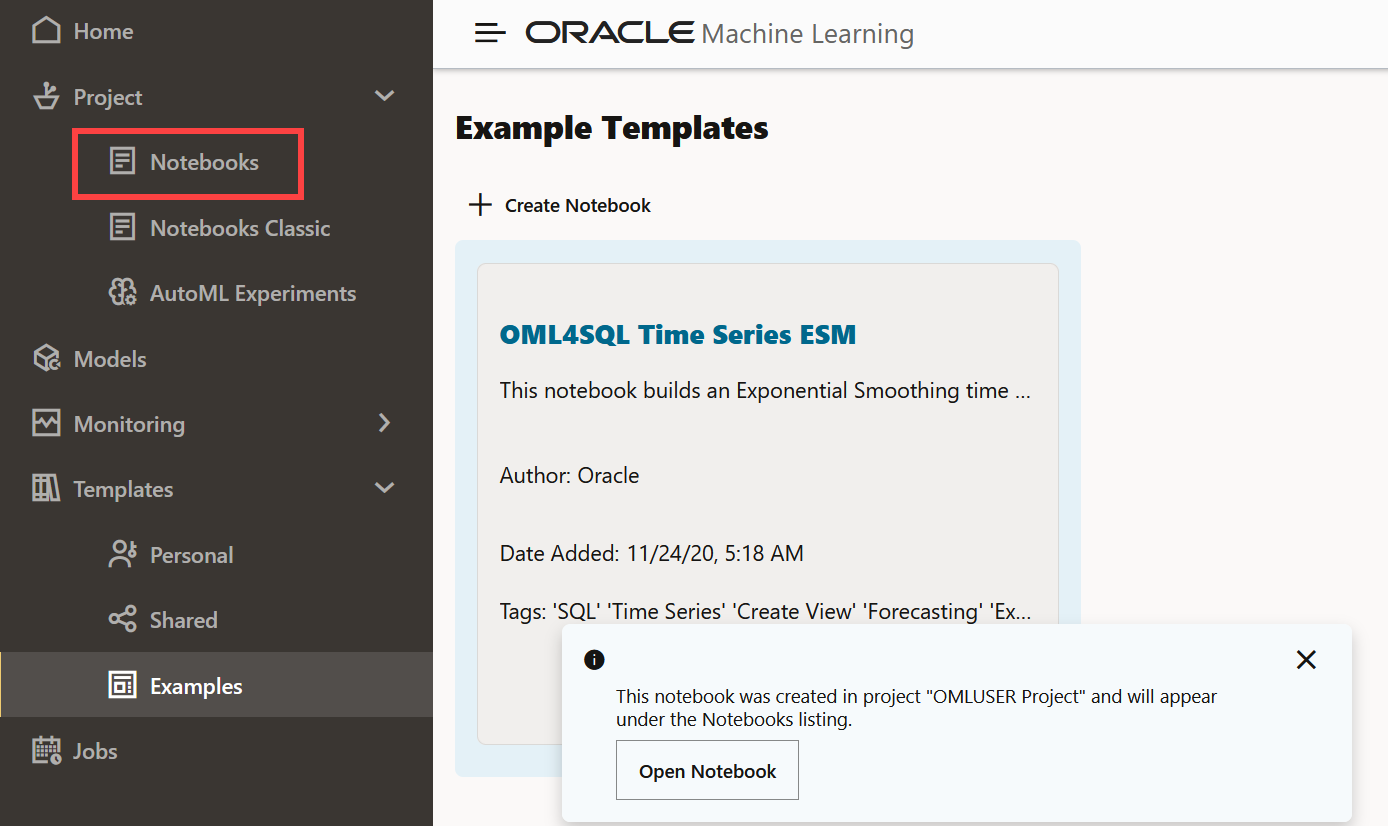 Home
Project
Notebooks
Notebooks Classic
AutoML Experiments
Models
Monitoring
Templates
Personal
Shared
Examples
Jobs
ORACLE Machine Learning
Example Templates
Create Notebook
OML4SQL Time Series ESM
This notebook builds an Exponential Smoothing time ...
Author: Oracle
Date Added: 11/24/20, 5:18 AM
Tags: 'SQL' 'Time Series' 'Create View' 'Forecasting' 'Ex...
This notebook was created in project "OMLUSER Project" and will appear
under the Notebooks listing.
Open Notebook